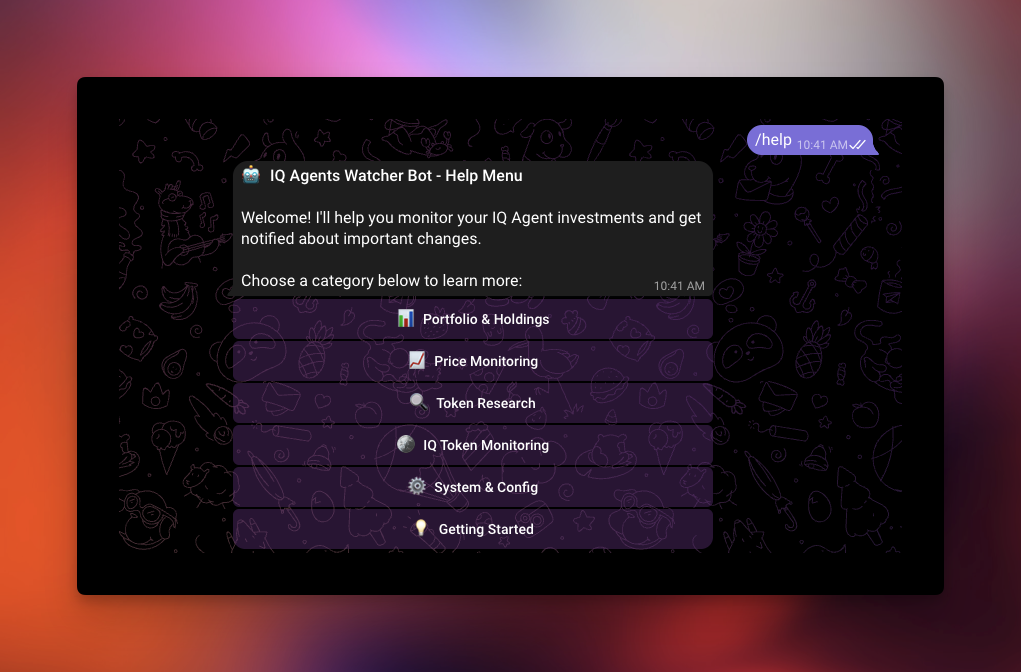 /help 10:41 AM
🤖 IQ Agents Watcher Bot - Help Menu
Welcome! I'll help you monitor your IQ Agent investments and get
notified about important changes.
Choose a category below to learn more:
10:41 AM
📊 Portfolio & Holdings
📈 Price Monitoring
🔍 Token Research
🌑 IQ Token Monitoring
⚙️ System & Config
💡 Getting Started